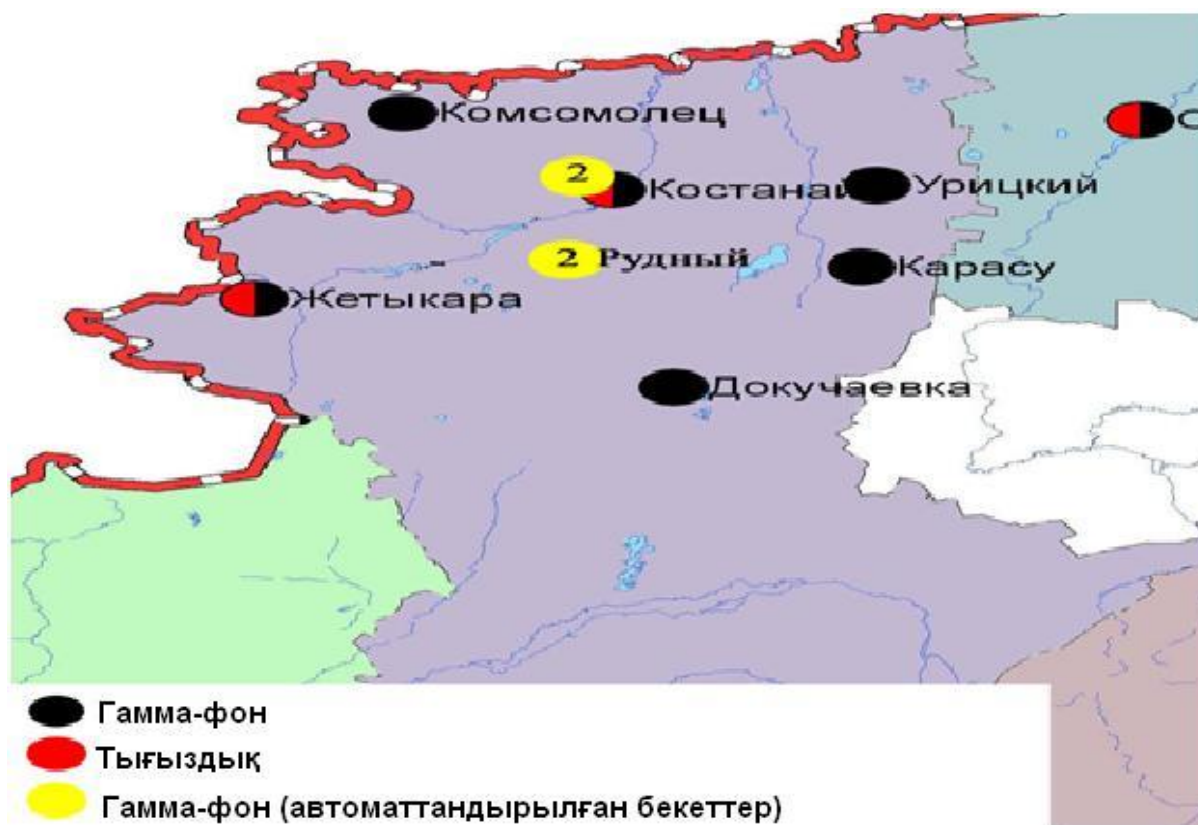 Комсомолец
2
Костанай
Урицкий
2 Рудный
Карасу
Жетыкара
Докучаевка
Гамма-фон
Тығыздық
Гамма-фон (автоматтандырылған бекеттер)